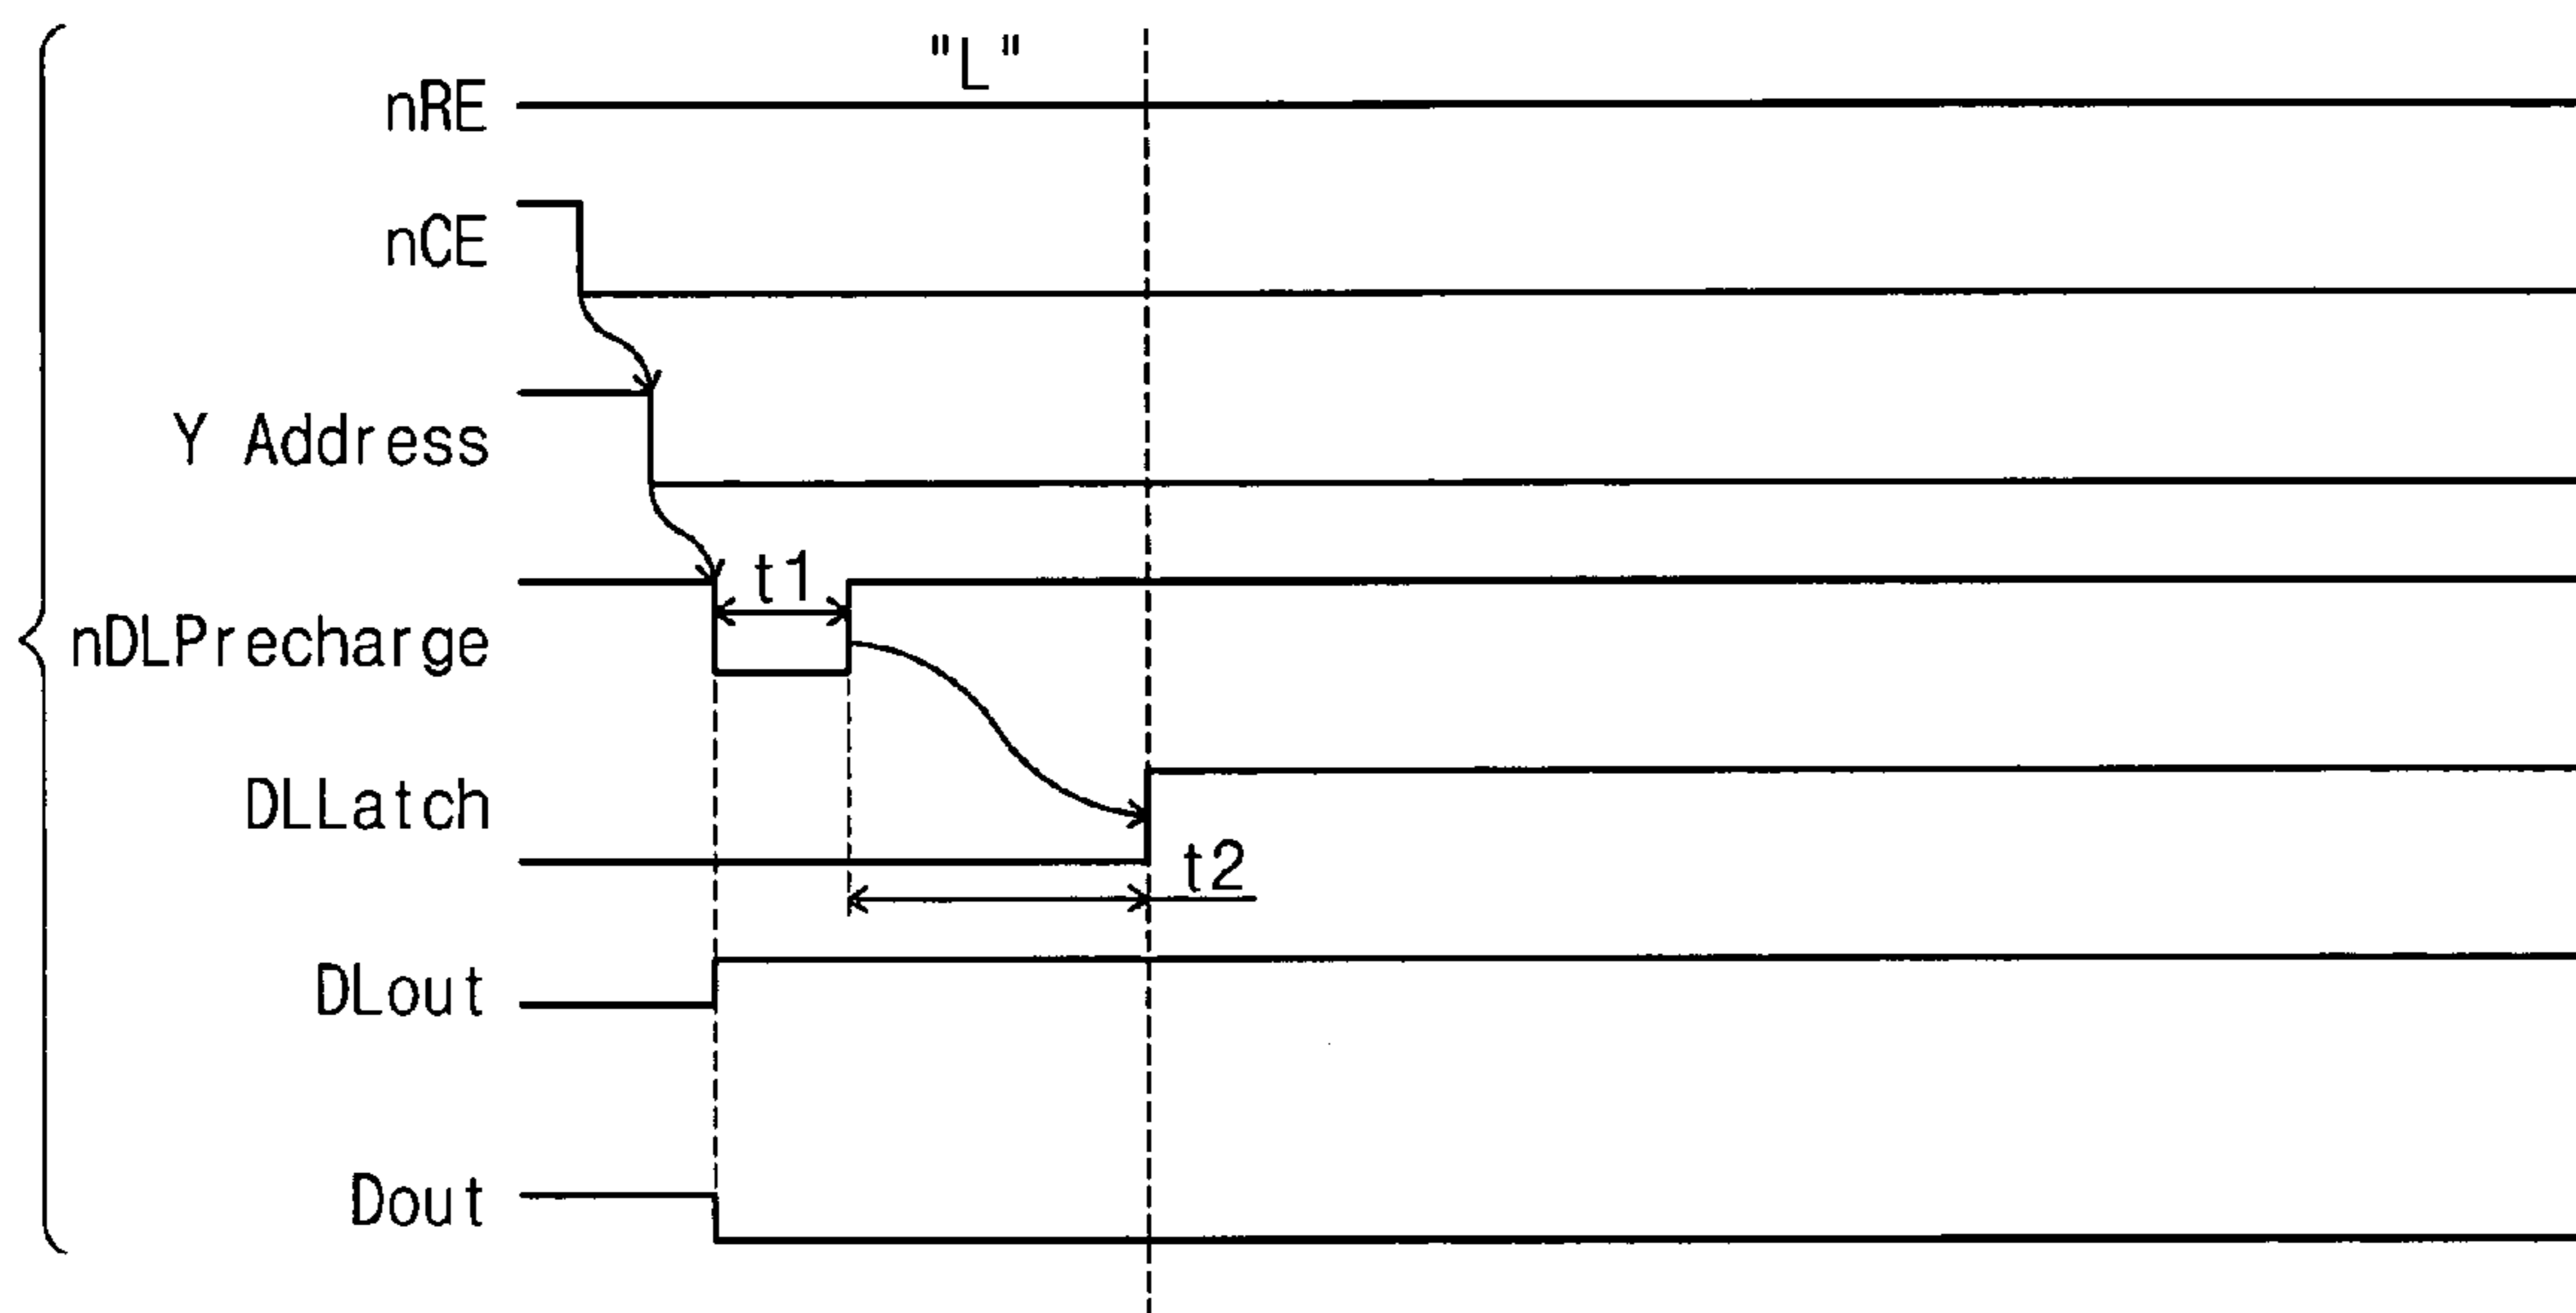 "L"
nRE
nCE
Y Address
t1
nDLPrecharge
DLLatch
t2
DLout
Dout